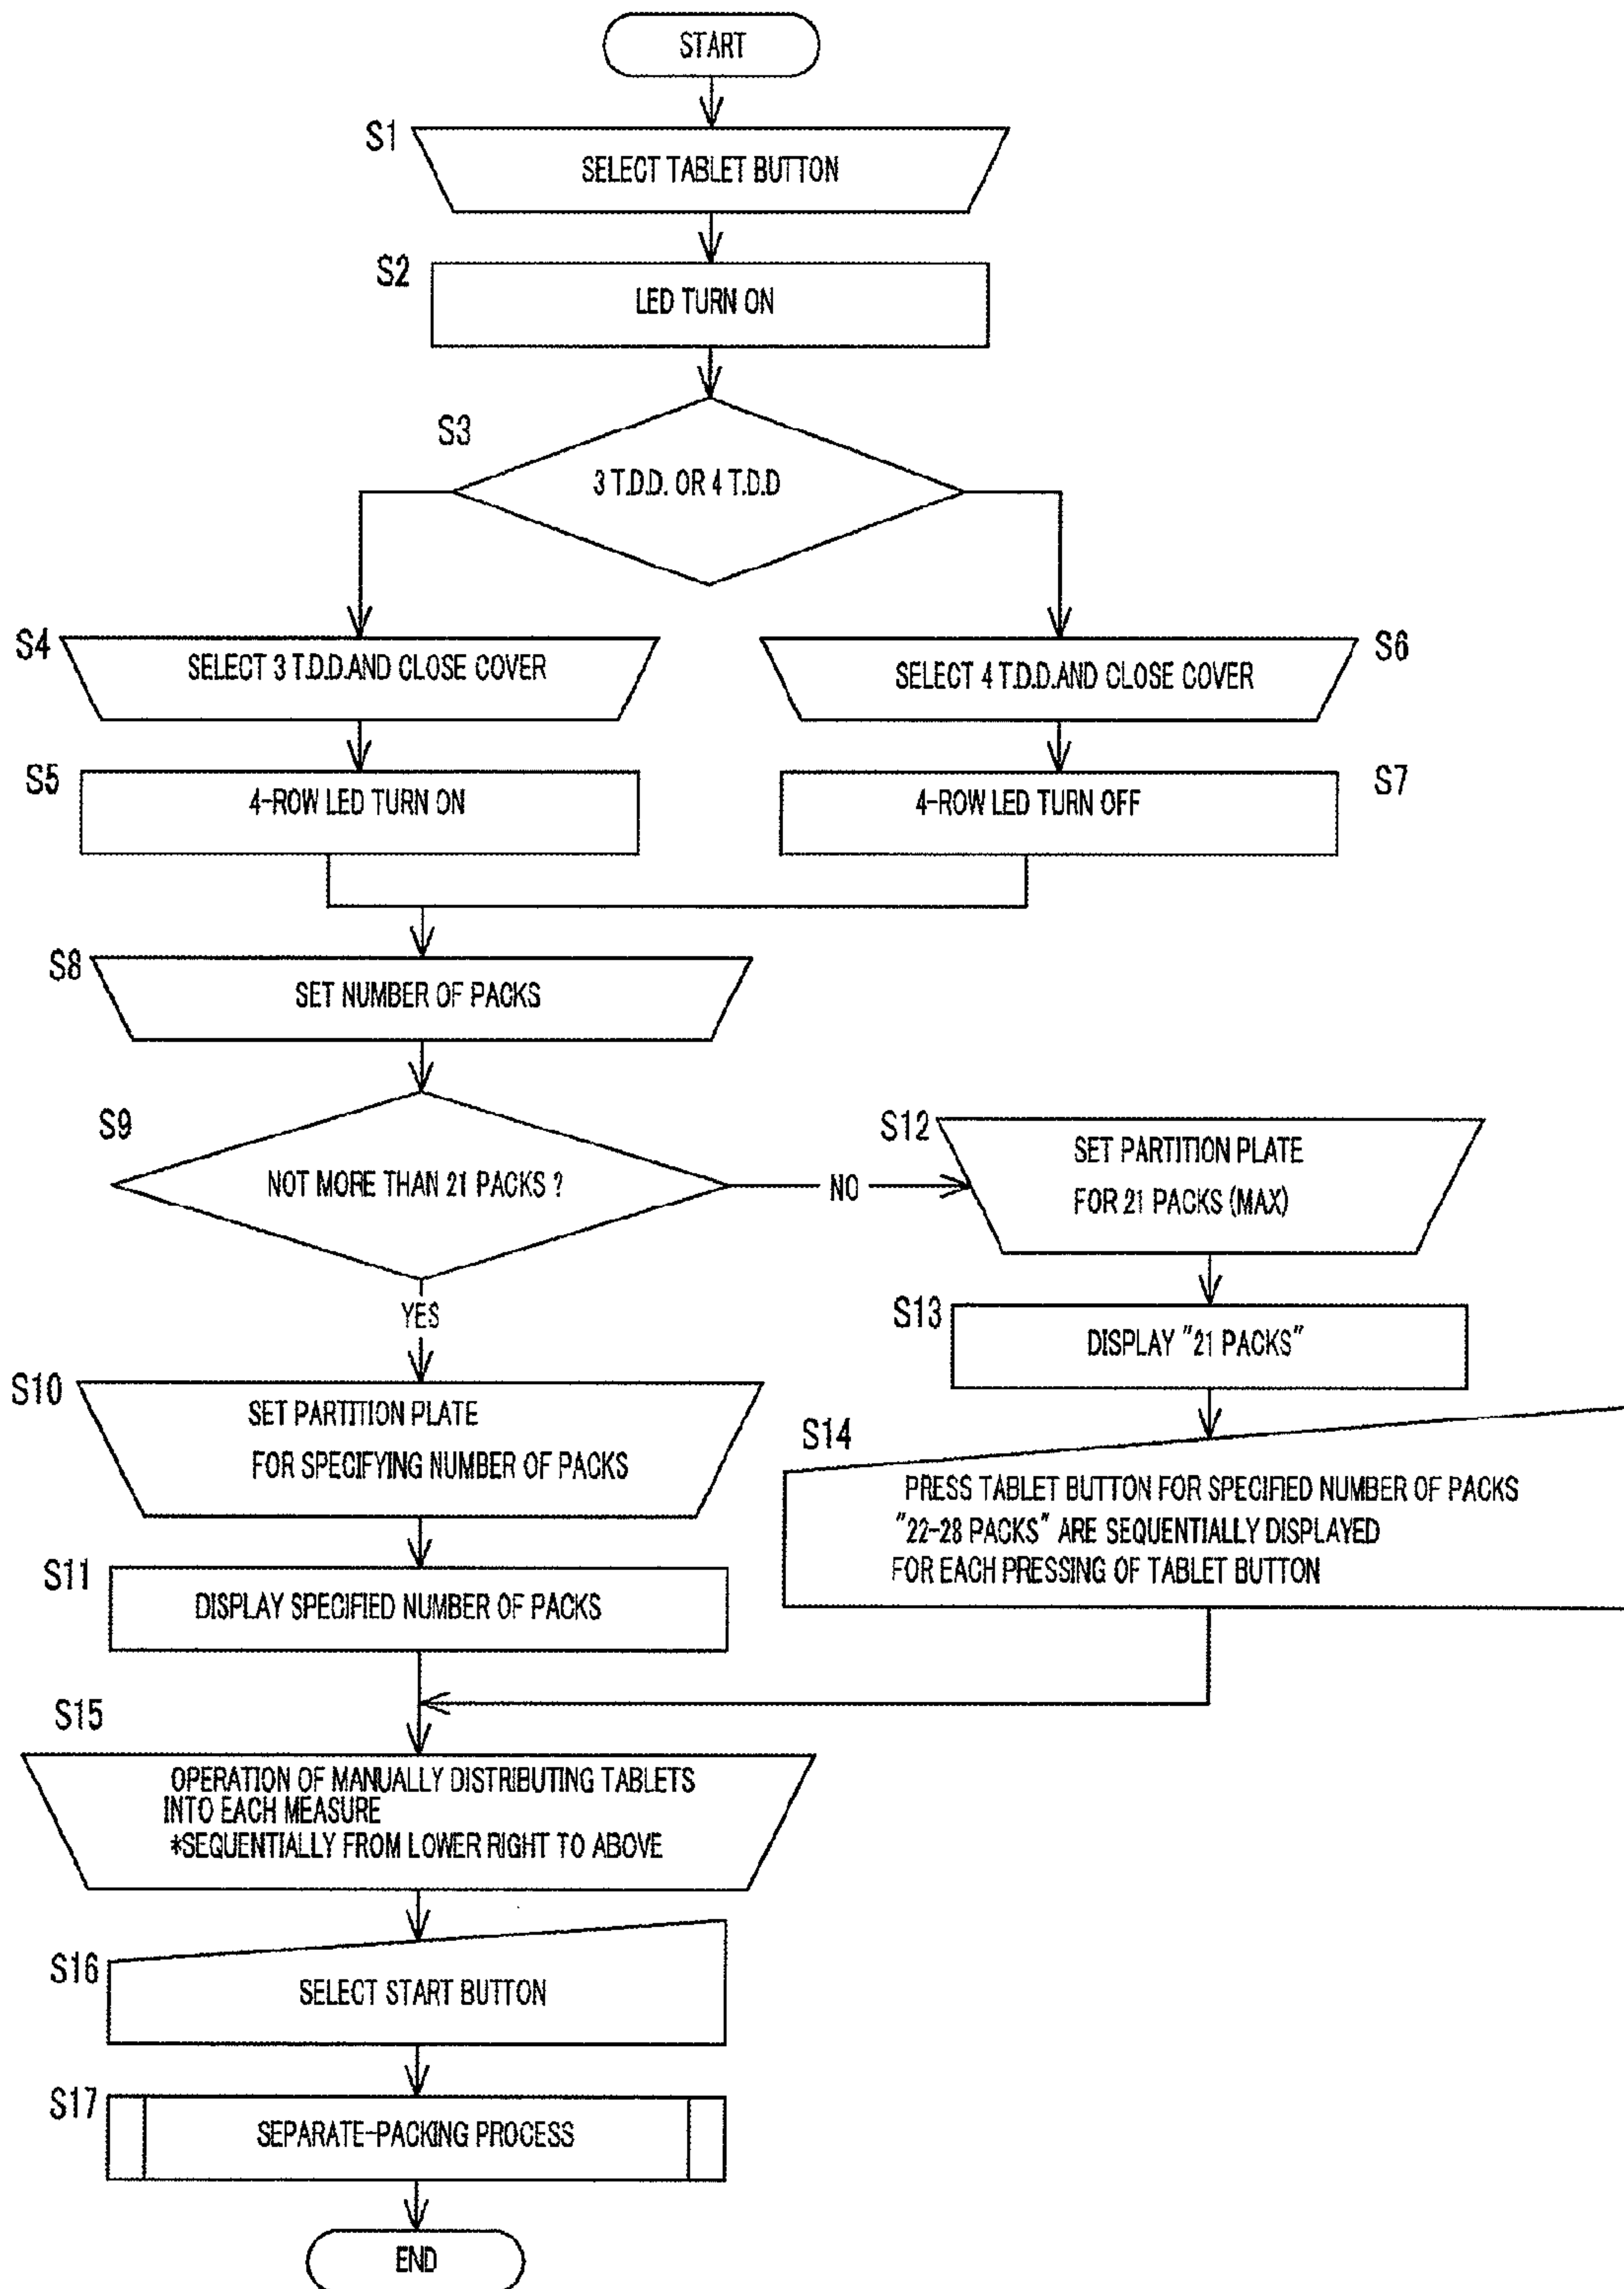 START
S1
SELECT TABLET BUTTON
S2
LED TURN ON
S3
3 T.D.D. OR 4 T.D.D
S4
SELECT 3 T.D.D.AND CLOSE COVER
S6
SELECT 4 T.D.D.AND CLOSE COVER
S5
4-ROW LED TURN ON
S7
4-ROW LED TURN OFF
S8
SET NUMBER OF PACKS
S9
NOT MORE THAN 21 PACKS ?
NO
YES
S12
SET PARTITION PLATE
FOR 21 PACKS (MAX)
S13
DISPLAY "21 PACKS"
S10
SET PARTITION PLATE
FOR SPECIFYING NUMBER OF PACKS
S14
PRESS TABLET BUTTON FOR SPECIFIED NUMBER OF PACKS
"22-28 PACKS" ARE SEQUENTIALLY DISPLAYED
FOR EACH PRESSING OF TABLET BUTTON
S11
DISPLAY SPECIFIED NUMBER OF PACKS
S15
OPERATION OF MANUALLY DISTRIBUTING TABLETS
INTO EACH MEASURE
*SEQUENTIALLY FROM LOWER RIGHT TO ABOVE
S16
SELECT START BUTTON
S17
SEPARATE-PACKING PROCESS
END